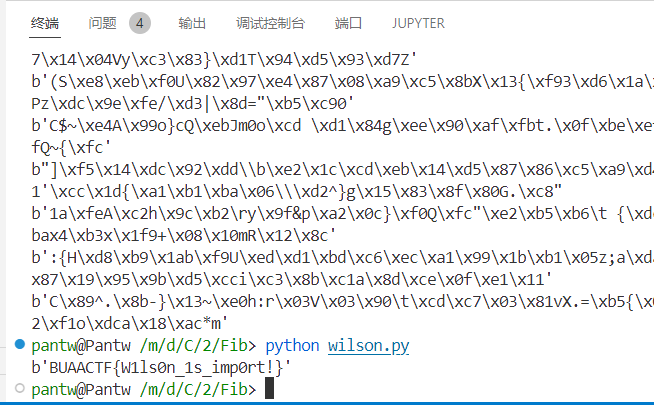 终端 问题 4 输出 调试控制台 端口 JUPYTER
7\x14\x04Vy\xc3\x83}\xd1T\x94\xd5\x93\xd7Z'
b'(S\xe8\xeb\xf0U\x82\x97\xe4\x87\x08\xa9\xc5\x8bX\x13{\xf93\xd6\x1a\
Pz\xdc\x9e\xfe/\xd3|\x8d="\xb5\xc90'
b'C$~\xe4A\x99o}cQ\xebJm0o\xcd \xd1\x84g\xee\x90\xaf\xfbt.\x0f\xbe\xe
fQ~{\xfc'
b"]\xf5\x14\xdc\x92\xdd\\b\xe2\x1c\xcd\xeb\x14\xd5\x87\x86\xc5\xa9\xd
1'\xcc\x1d{\xa1\xb1\xba\x06\\\xd2^}g\x15\x83\x8f\x80G.\xc8"
b'1a\xfeA\xc2h\x9c\xb2\ry\x9f&p\xa2\x0c}\xf0Q\xfc"\xe2\xb5\xb6\t {\xd
bax4\xb3x\x1f9+\x08\x10mR\x12\x8c'
b':{H\xd8\xb9\x1ab\xf9U\xed\xd1\xbd\xc6\xec\xa1\x99\x1b\xb1\x05z;a\xd
x87\x19\x95\x9b\xd5\xcci\xc3\x8b\xc1a\x8d\xce\x0f\xe1\x11'
b'C\x89^.\x8b-}\x13~\xe0h:r\x03V\x03\x90\t\xcd\xc7\x03\x81vX.=\xb5{\x
2\xf1o\xdca\x18\xac*m'
pantw@Pantw /m/d/C/2/Fib> python wilson.py
b'BUAACTF{W1ls0n_1s_imp0rt!}'
pantw@Pantw /m/d/C/2/Fib>